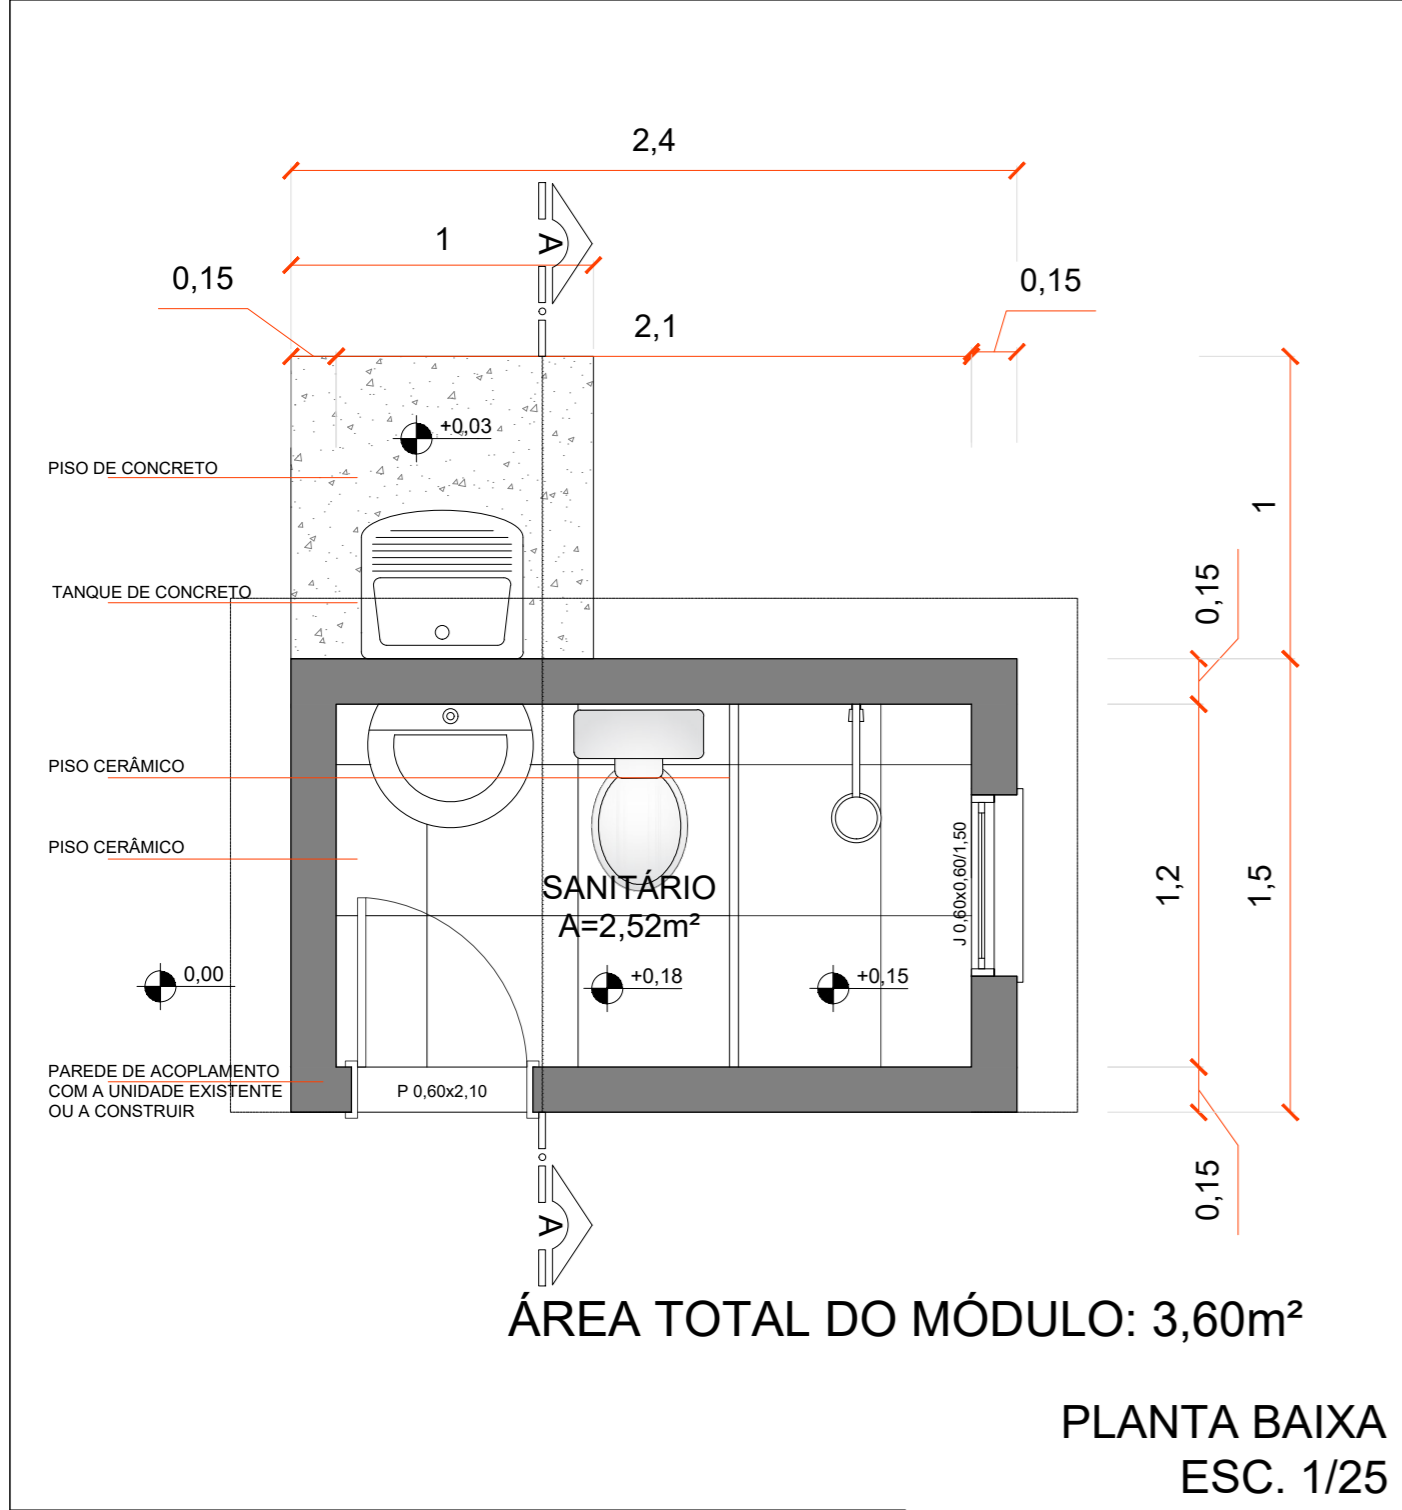 2,4
1
A
0,15
0,15
2,1
+0,03
PISO DE CONCRETO
1
0,15
TANQUE DE CONCRETO
PISO CERÂMICO
PISO CERÂMICO
J 0,60x0,60/1,50
1,2
1,5
SANITÁRIO
A=2,52m²
0,00
+0,18
+0,15
PAREDE DE ACOPLAMENTO
COM A UNIDADE EXISTENTE
OU A CONSTRUIR
P 0,60x2,10
0,15
A
ÁREA TOTAL DO MÓDULO: 3,60m²
PLANTA BAIXA
ESC. 1/25